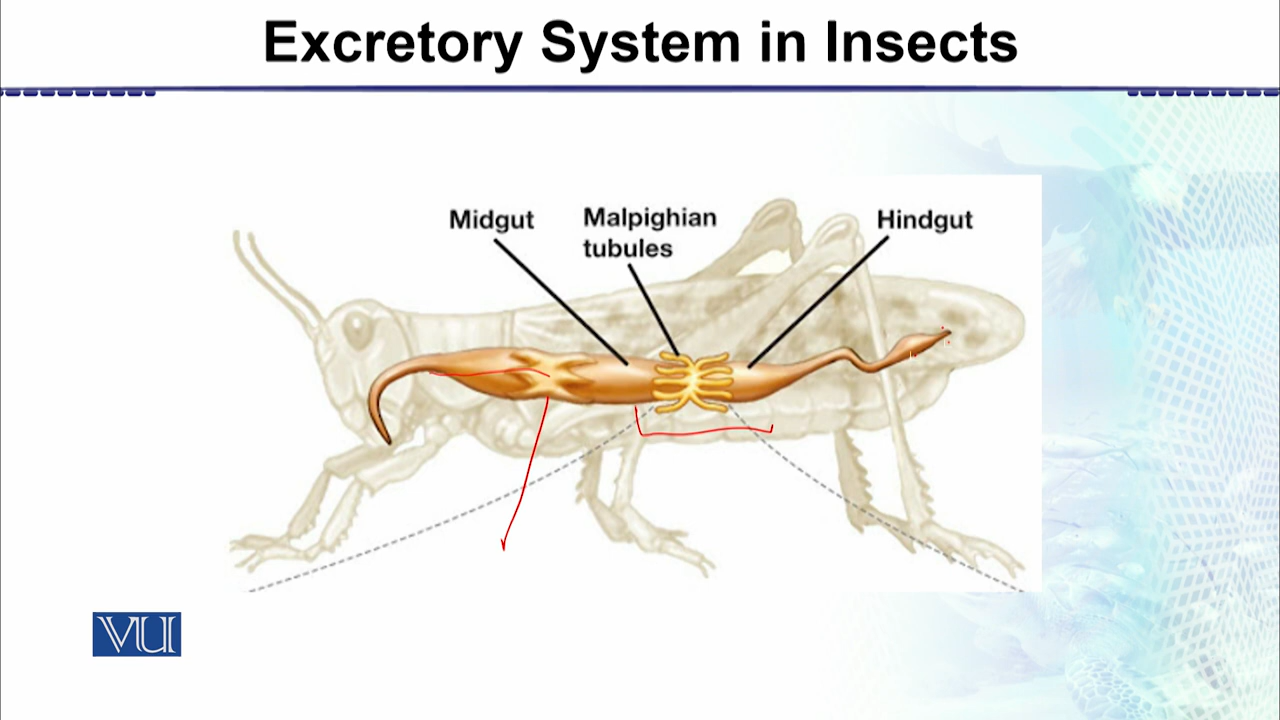 Excretory System in Insects
Midgut
Malpighian
tubules
Hindgut
VU